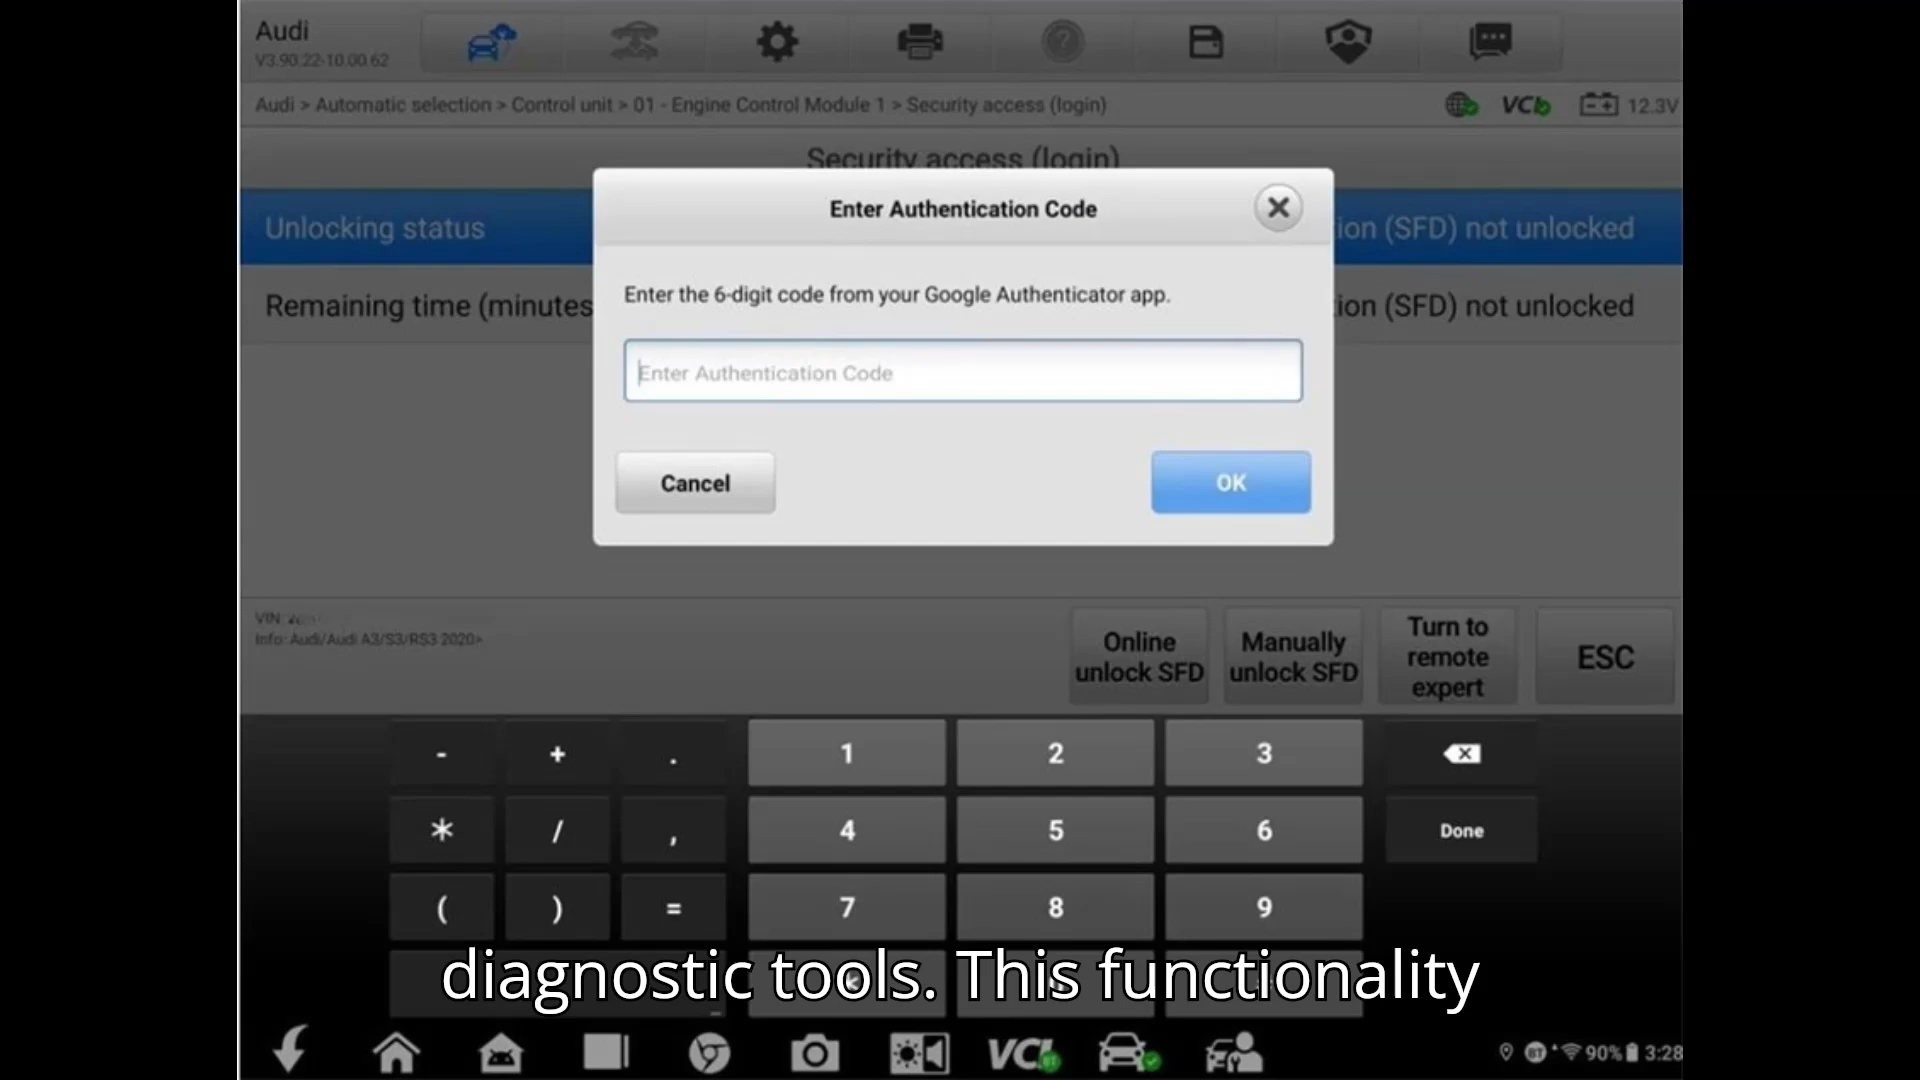 Audi
V3.90.22-10.00.62
Audi > Automatic selection > Control unit > 01 - Engine Control Module 1 > Security access (login)
VCI
12.3V
Security access (login)
Enter Authentication Code
Unlocking status
ion (SFD) not unlocked
Enter the 6-digit code from your Google Authenticator app.
Remaining time (minutes
ion (SFD) not unlocked
Enter Authentication Code
Cancel
OK
VIN:
Info: Audi/Audi A3/S3/RS3 2020>
Online unlock SFD
Manually unlock SFD
Turn to remote expert
ESC
- + . 1 2 3
* / , 4 5 6 Done
( ) = 7 8 9
diagnostic tools. This functionality
VCI
BT
90%
3:28